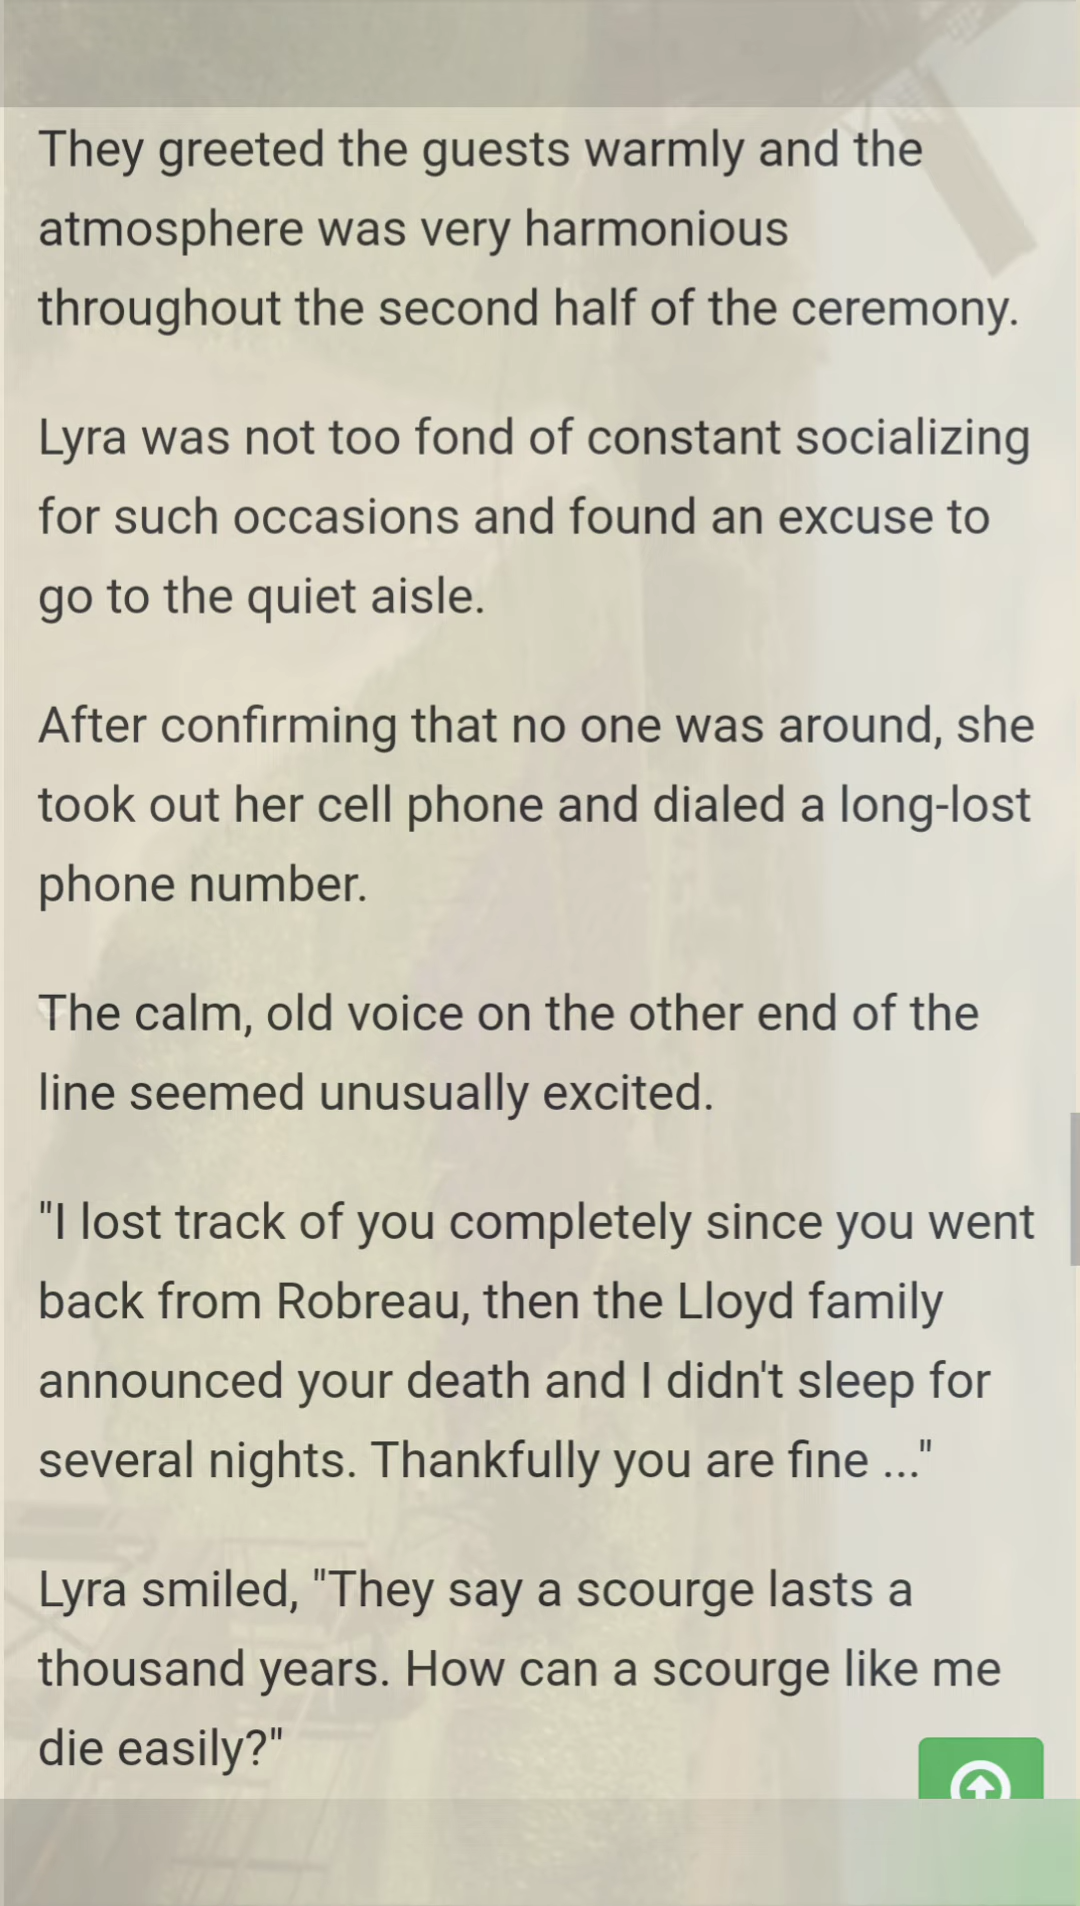 They greeted the guests warmly and the
atmosphere was very harmonious
throughout the second half of the ceremony.
Lyra was not too fond of constant socializing
for such occasions and found an excuse to
go to the quiet aisle.
After confirming that no one was around, she
took out her cell phone and dialed a long-lost
phone number.
The calm, old voice on the other end of the
line seemed unusually excited.
"I lost track of you completely since you went
back from Robreau, then the Lloyd family
announced your death and I didn't sleep for
several nights. Thankfully you are fine ..."
Lyra smiled, "They say a scourge lasts a
thousand years. How can a scourge like me
die easily?"